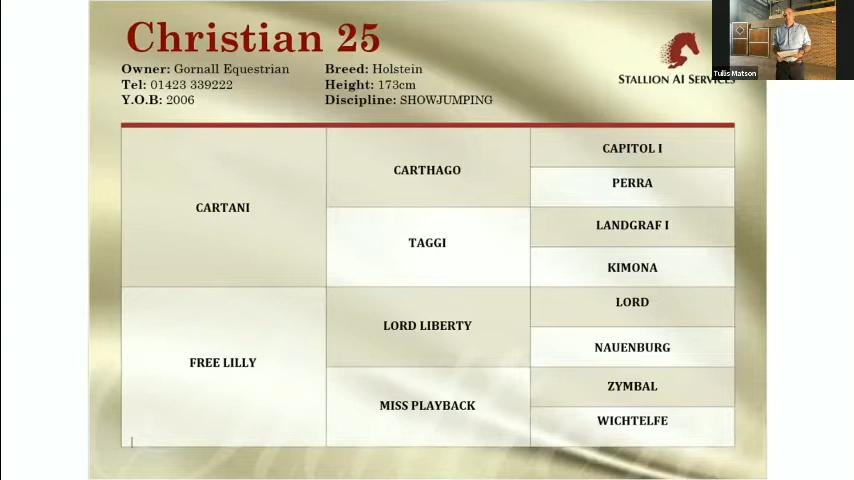 Christian 25
Owner: Gornall Equestrian
Tel: 01423 339222
Y.O.B: 2006
Breed: Holstein
Height: 173cm
Discipline: SHOWJUMPING
STALLION AI SERVICES
Tullis Matson
CARTANI
CARTHAGO
CAPITOL I
PERRA
TAGGI
LANDGRAF I
KIMONA
FREE LILLY
LORD LIBERTY
LORD
NAUENBURG
MISS PLAYBACK
ZYMBAL
WICHTELFE